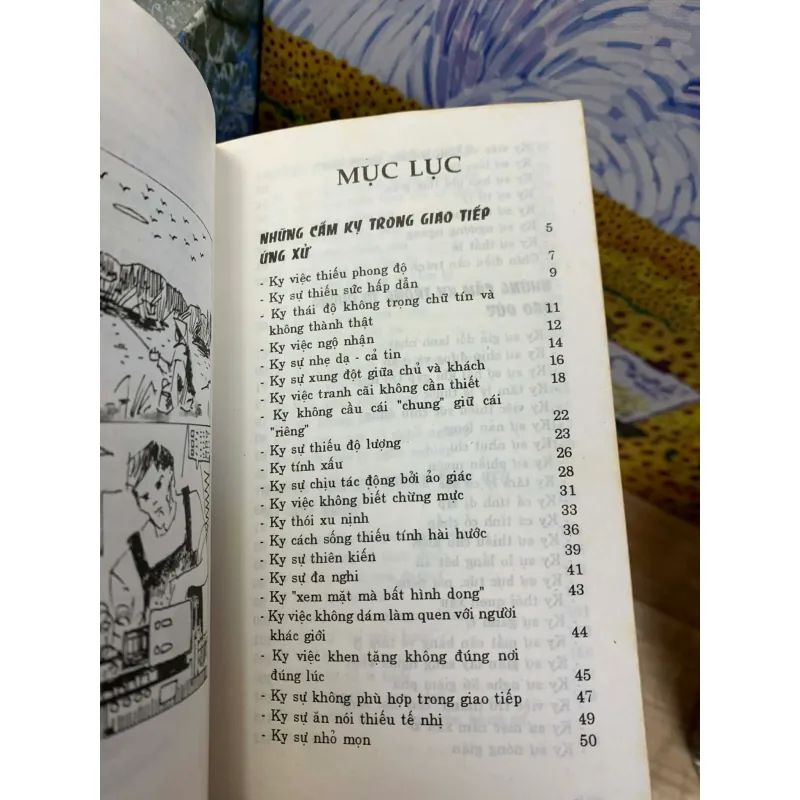 MỤC LỤC
NHỮNG CẤM KỴ TRONG GIAO TIẾP
ỨNG XỬ 5
- Kỵ việc thiếu phong độ 7
- Kỵ sự thiếu sức hấp dẫn 9
- Kỵ thái độ không trọng chữ tín và
không thành thật 11
- Kỵ việc ngộ nhận 12
- Kỵ sự nhẹ dạ - cả tin 14
- Kỵ sự xung đột giữa chủ và khách 16
- Kỵ việc tranh cãi không cần thiết 18
- Kỵ không cầu cái "chung" giữ cái
"riêng" 22
- Kỵ sự thiếu độ lượng 23
- Kỵ tính xấu 26
- Kỵ sự chịu tác động bởi ảo giác 28
- Kỵ việc không biết chừng mực 31
- Kỵ thói xu nịnh 33
- Kỵ cách sống thiếu tính hài hước 36
- Kỵ sự thiên kiến 39
- Kỵ sự đa nghi 41
- Kỵ "xem mặt mà bắt hình dong" 43
- Kỵ việc không dám làm quen với người
khác giới 44
- Kỵ việc khen tặng không đúng nơi
đúng lúc 45
- Kỵ sự không phù hợp trong giao tiếp 47
- Kỵ sự ăn nói thiếu tế nhị 49
- Kỵ sự nhỏ mọn 50